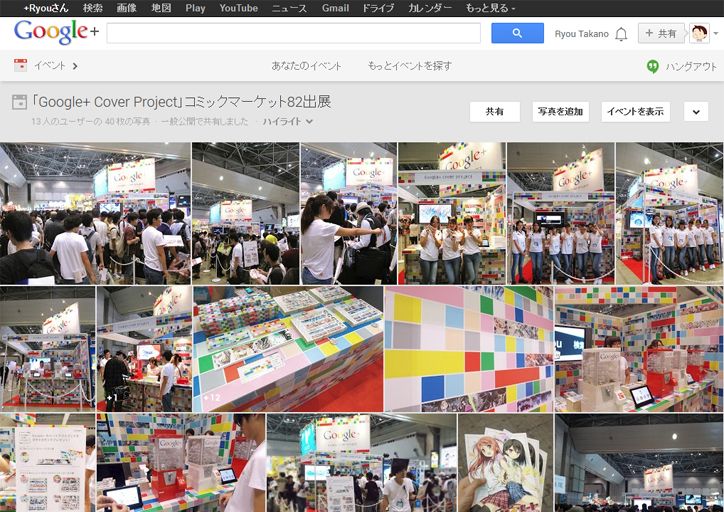 +Ryouさん 検索 画像 地図 Play YouTube ニュース Gmail ドライブ カレンダー もっと見る
Google+ Ryou Takano + 共有
イベント あなたのイベント もっとイベントを探す ハングアウト
「Google+ Cover Project」コミックマーケット82出展
13 人のユーザーの 40 枚の写真 · 一般公開で共有しました · ハイライト
共有 写真を追加 イベントを表示
Google+
Google+
Google+
Google+
Google+ COVER PROJECT
Google+
Google+
Google+
+1
+12
Google+
Google+